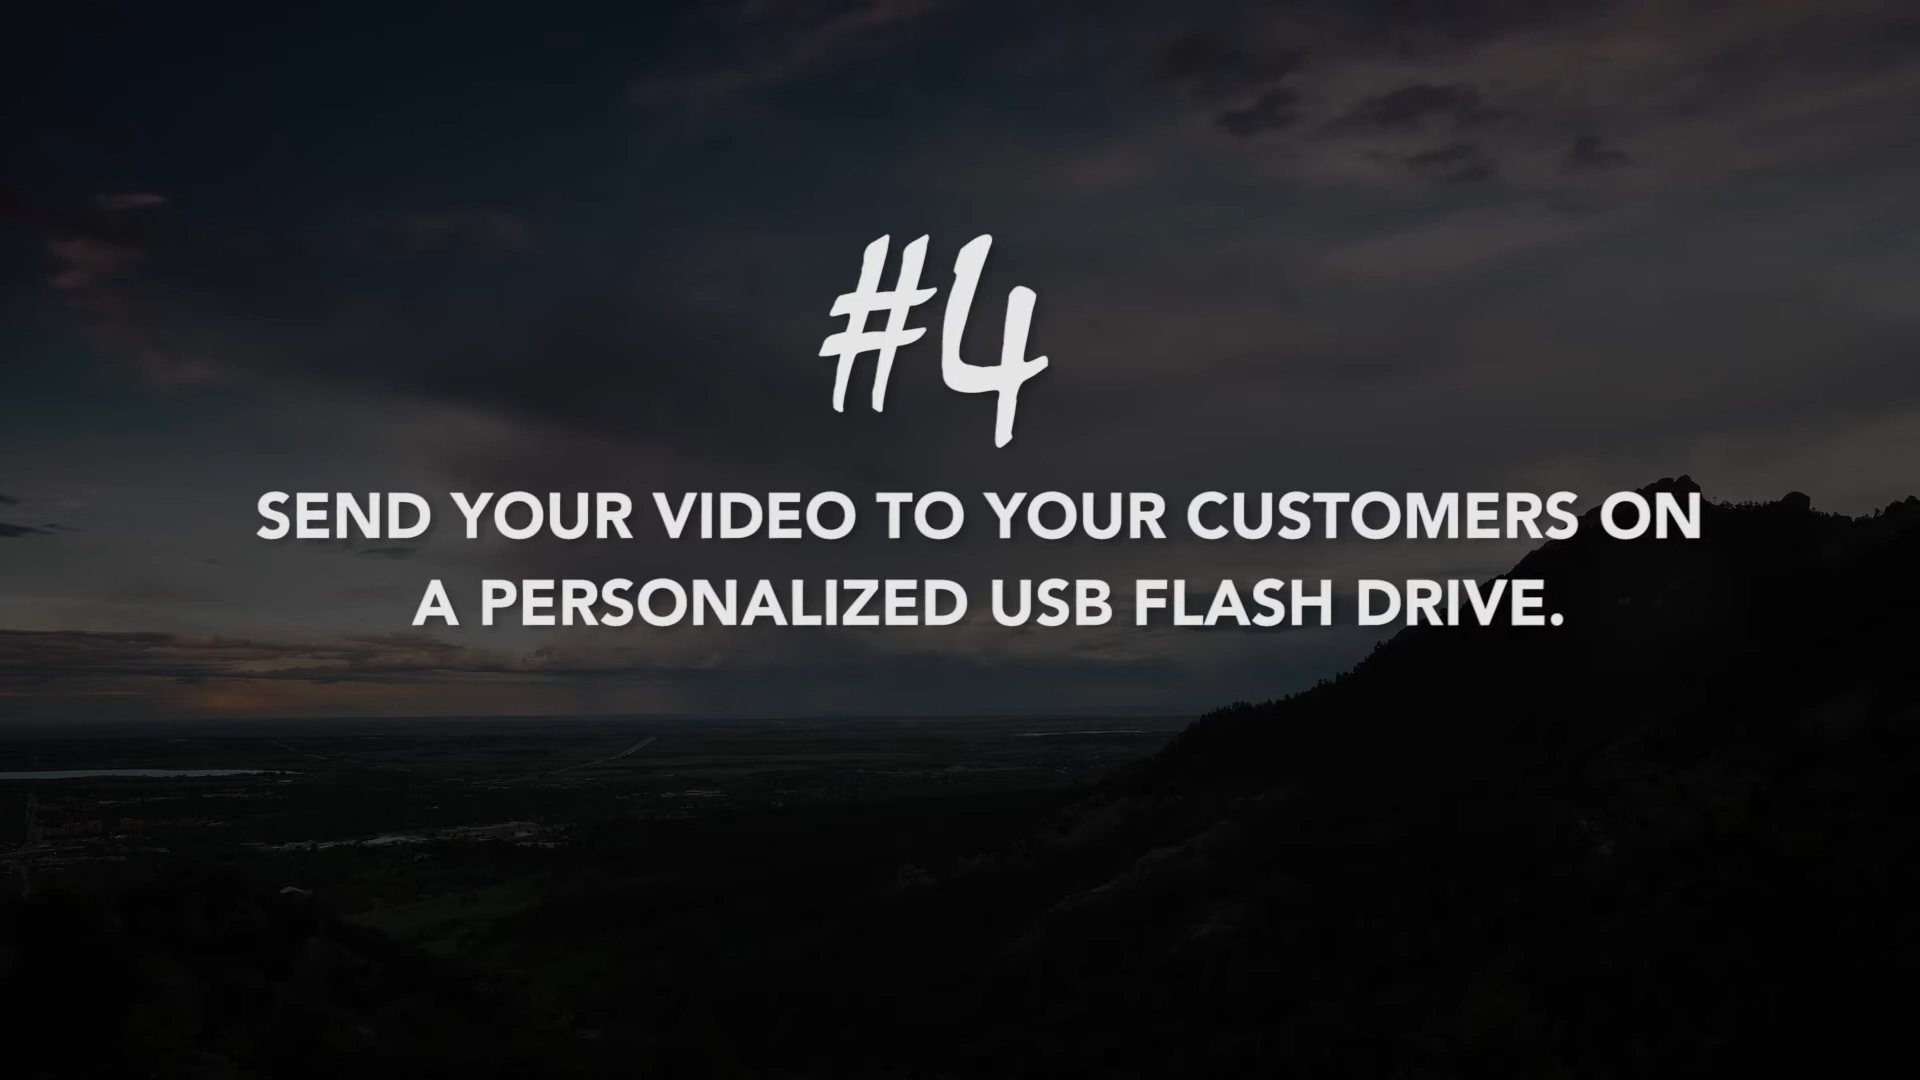 #4
SEND YOUR VIDEO TO YOUR CUSTOMERS ON
A PERSONALIZED USB FLASH DRIVE.